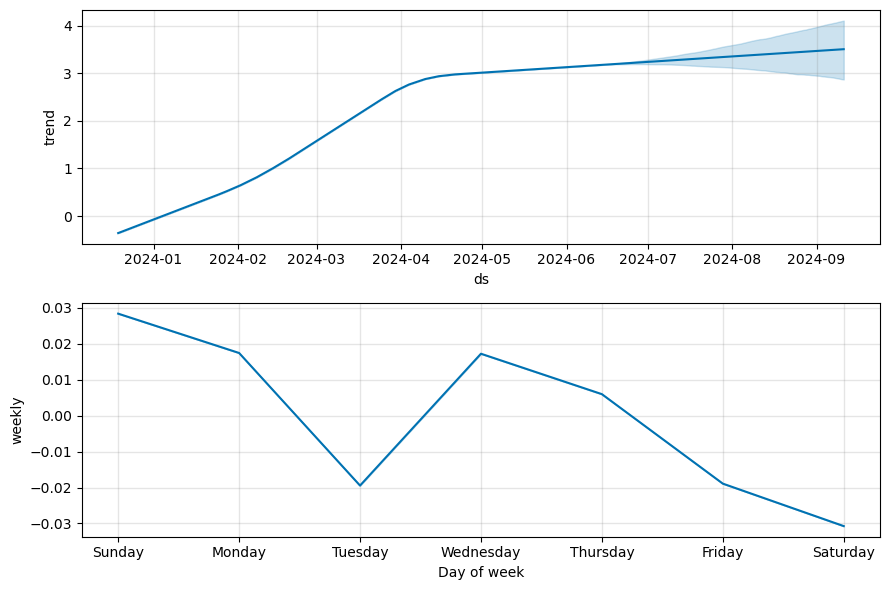 4
3
2
1
0
trend
2024-01 2024-02 2024-03 2024-04 2024-05 2024-06 2024-07 2024-08 2024-09
ds
0.03
0.02
0.01
0.00
−0.01
−0.02
−0.03
weekly
Sunday Monday Tuesday Wednesday Thursday Friday Saturday
Day of week